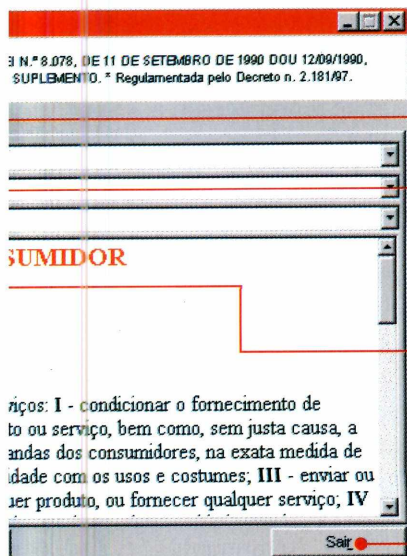 I N.º 8.078, DE 11 DE SETEMBRO DE 1990 DOU 12/09/1990,
SUPLEMENTO. * Regulamentada pelo Decreto n. 2.181/97.
SUMIDOR
viços: I - condicionar o fornecimento de
to ou serviço, bem como, sem justa causa, a
andas dos consumidores, na exata medida de
idade com os usos e costumes; III - enviar ou
uer produto, ou fornecer qualquer serviço; IV
Sair